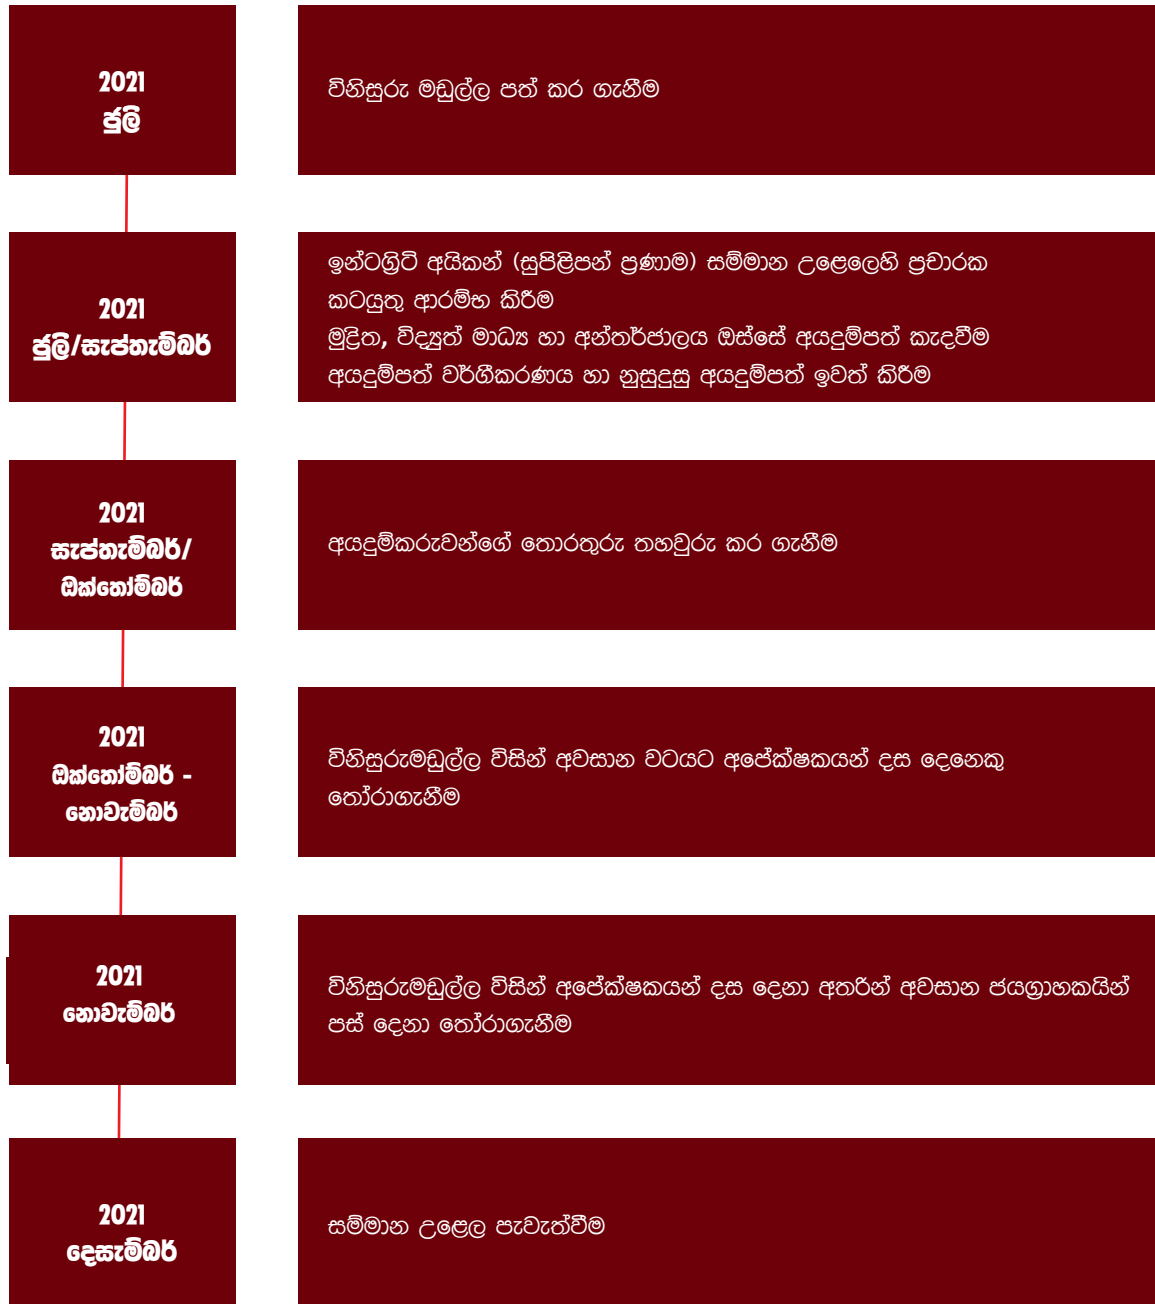 2021
ජුලි
විනිසුරු මඩුල්ල පත් කර ගැනීම
2021
ජුලි/සැප්තැම්බර්
ඉන්ටග්‍රිටි අයිකන් (සුපිළිපන් ප්‍රණාම) සම්මාන උළෙලෙහි ප්‍රචාරක
කටයුතු ආරම්භ කිරීම
මුද්‍රිත, විද්‍යුත් මාධ්‍ය හා අන්තර්ජාලය ඔස්සේ අයදුම්පත් කැදවීම
අයදුම්පත් වර්ගීකරණය හා නුසුදුසු අයදුම්පත් ඉවත් කිරීම
2021
සැප්තැම්බර්/
ඔක්තෝම්බර්
අයදුම්කරුවන්ගේ තොරතුරු තහවුරු කර ගැනීම
2021
ඔක්තෝම්බර් -
නොවැම්බර්
විනිසුරුමඩුල්ල විසින් අවසාන වටයට අපේක්ෂකයන් දස දෙනෙකු
තෝරාගැනීම
2021
නොවැම්බර්
විනිසුරුමඩුල්ල විසින් අපේක්ෂකයන් දස දෙනා අතරින් අවසාන ජයග්‍රාහකයින්
පස් දෙනා තෝරාගැනීම
2021
දෙසැම්බර්
සම්මාන උළෙල පැවැත්වීම